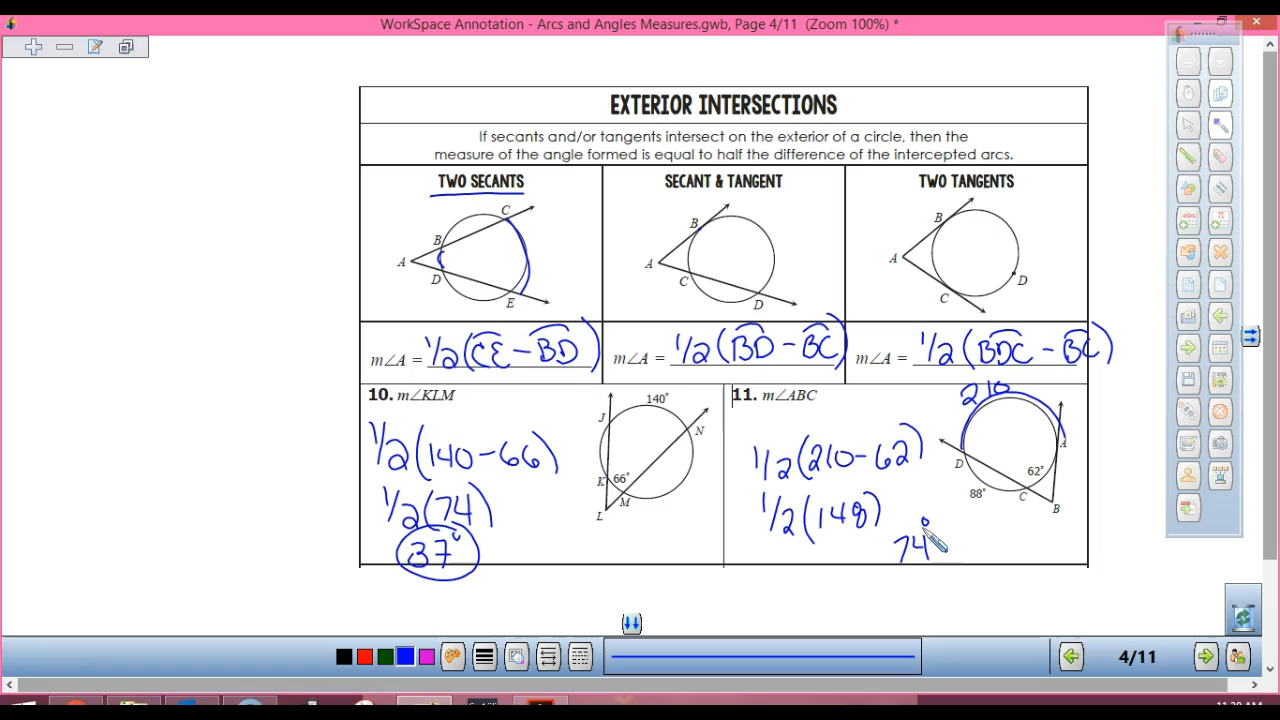 WorkSpace Annotation - Arcs and Angles Measures.gwb, Page 4/11 (Zoom 100%) *
EXTERIOR INTERSECTIONS
If secants and/or tangents intersect on the exterior of a circle, then the
measure of the angle formed is equal to half the difference of the intercepted arcs.
TWO SECANTS
A
B
C
D
E
m∠A = 1/2(CE – BD)
SECANT & TANGENT
B
A
C
D
m∠A = 1/2(BD – BC)
TWO TANGENTS
B
A
C
D
m∠A = 1/2(BDC – BC)
10. m∠KLM
1/2(140 – 66)
1/2(74)
37°
140°
J
N
K
66°
M
L
11. m∠ABC
1/2(210 – 62)
1/2(148)
74°
210
A
D
62°
88°
C
B
abc
π
4/11